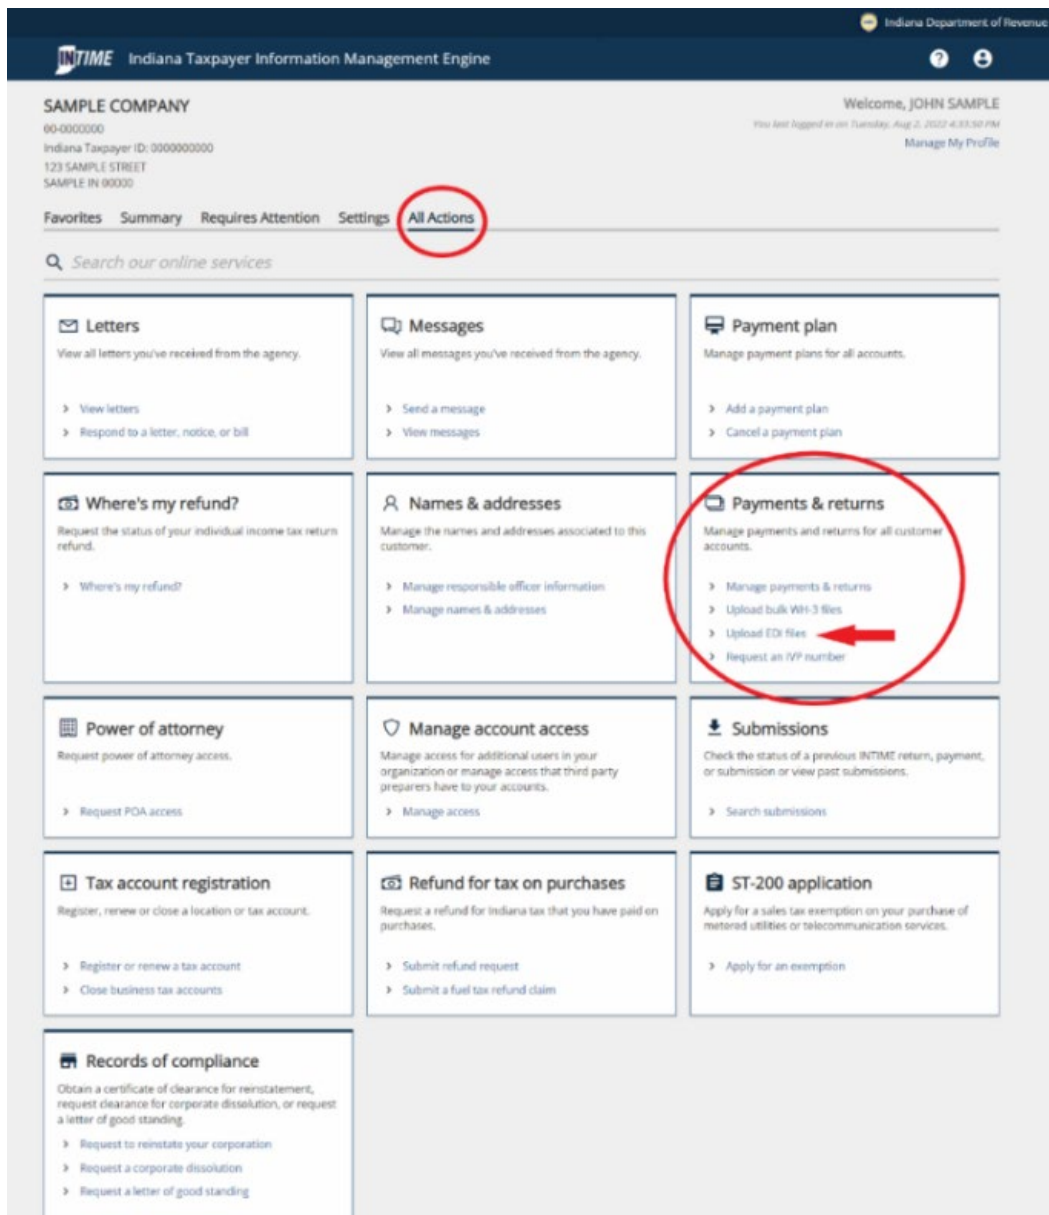 Indiana Department of Revenue
INTIME Indiana Taxpayer Information Management Engine
SAMPLE COMPANY
00-0000000
Indiana Taxpayer ID: 0000000000
123 SAMPLE STREET
SAMPLE IN 00000
Welcome, JOHN SAMPLE
You last logged in on Tuesday, Aug 2, 2022 4:33:50 PM
Manage My Profile
Favorites Summary Requires Attention Settings All Actions
Search our online services
Letters
View all letters you've received from the agency.
View letters
Respond to a letter, notice, or bill
Messages
View all messages you've received from the agency.
Send a message
View messages
Payment plan
Manage payment plans for all accounts.
Add a payment plan
Cancel a payment plan
Where's my refund?
Request the status of your individual income tax return
refund.
Where's my refund?
Names & addresses
Manage the names and addresses associated to this
customer.
Manage responsible officer information
Manage names & addresses
Payments & returns
Manage payments and returns for all customer
accounts.
Manage payments & returns
Upload bulk WH-3 files
Upload EDI files
Request an IVP number
Power of attorney
Request power of attorney access.
Request POA access
Manage account access
Manage access for additional users in your
organization or manage access that third party
preparers have to your accounts.
Manage access
Submissions
Check the status of a previous INTIME return, payment,
or submission or view past submissions.
Search submissions
Tax account registration
Register, renew or close a location or tax account.
Register or renew a tax account
Close business tax accounts
Refund for tax on purchases
Request a refund for Indiana tax that you have paid on
purchases.
Submit refund request
Submit a fuel tax refund claim
ST-200 application
Apply for a sales tax exemption on your purchase of
metered utilities or telecommunication services.
Apply for an exemption
Records of compliance
Obtain a certificate of clearance for reinstatement,
request clearance for corporate dissolution, or request
a letter of good standing.
Request to reinstate your corporation
Request a corporate dissolution
Request a letter of good standing